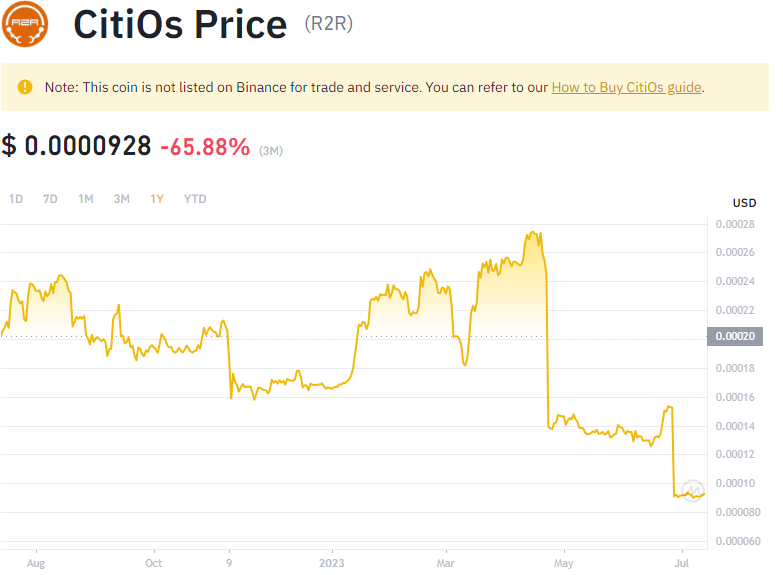 R2R
CitiOs Price (R2R)
Note: This coin is not listed on Binance for trade and service. You can refer to our How to Buy CitiOs guide.
$ 0.0000928 -65.88% (3M)
1D 7D 1M 3M 1Y YTD
USD
0.00028
0.00026
0.00024
0.00022
0.00020
0.00018
0.00016
0.00014
0.00012
0.00010
0.000080
0.000060
Aug Oct 9 2023 Mar May Jul